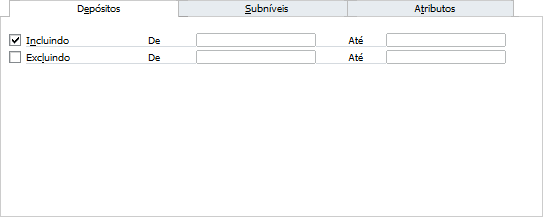 Depósitos Subníveis Atributos
Incluindo De Até
Excluindo De Até